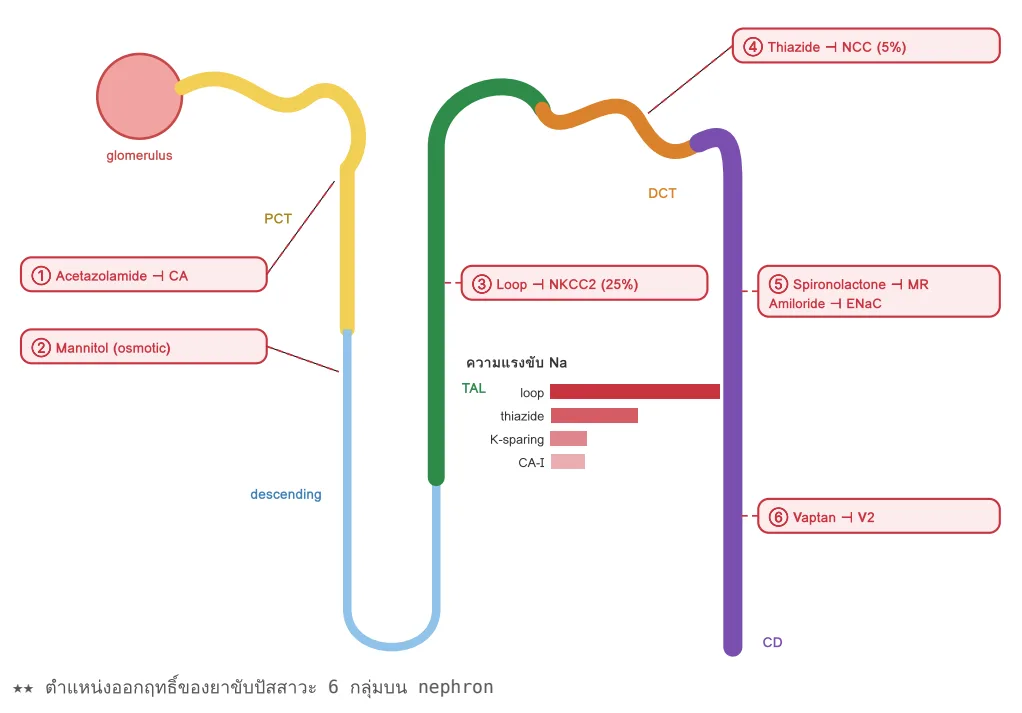 ④ Thiazide ⊣ NCC (5%)
glomerulus
DCT
PCT
① Acetazolamide ⊣ CA
③ Loop ⊣ NKCC2 (25%)
⑤ Spironolactone ⊣ MR
Amiloride ⊣ ENaC
② Mannitol (osmotic)
ความแรงขับ Na
TAL
loop
thiazide
K-sparing
CA-I
descending
⑥ Vaptan ⊣ V2
CD
★★ ตำแหน่งออกฤทธิ์ของยาขับปัสสาวะ 6 กลุ่มบน nephron